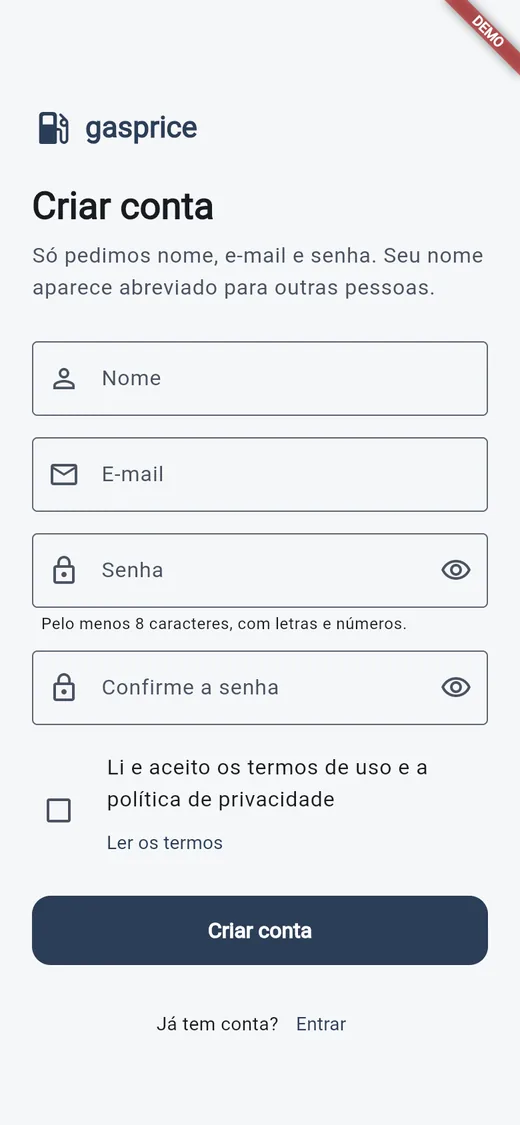 DEMO
gasprice
Criar conta
Só pedimos nome, e-mail e senha. Seu nome
aparece abreviado para outras pessoas.
Nome
E-mail
Senha
Pelo menos 8 caracteres, com letras e números.
Confirme a senha
Li e aceito os termos de uso e a
política de privacidade
Ler os termos
Criar conta
Já tem conta? Entrar